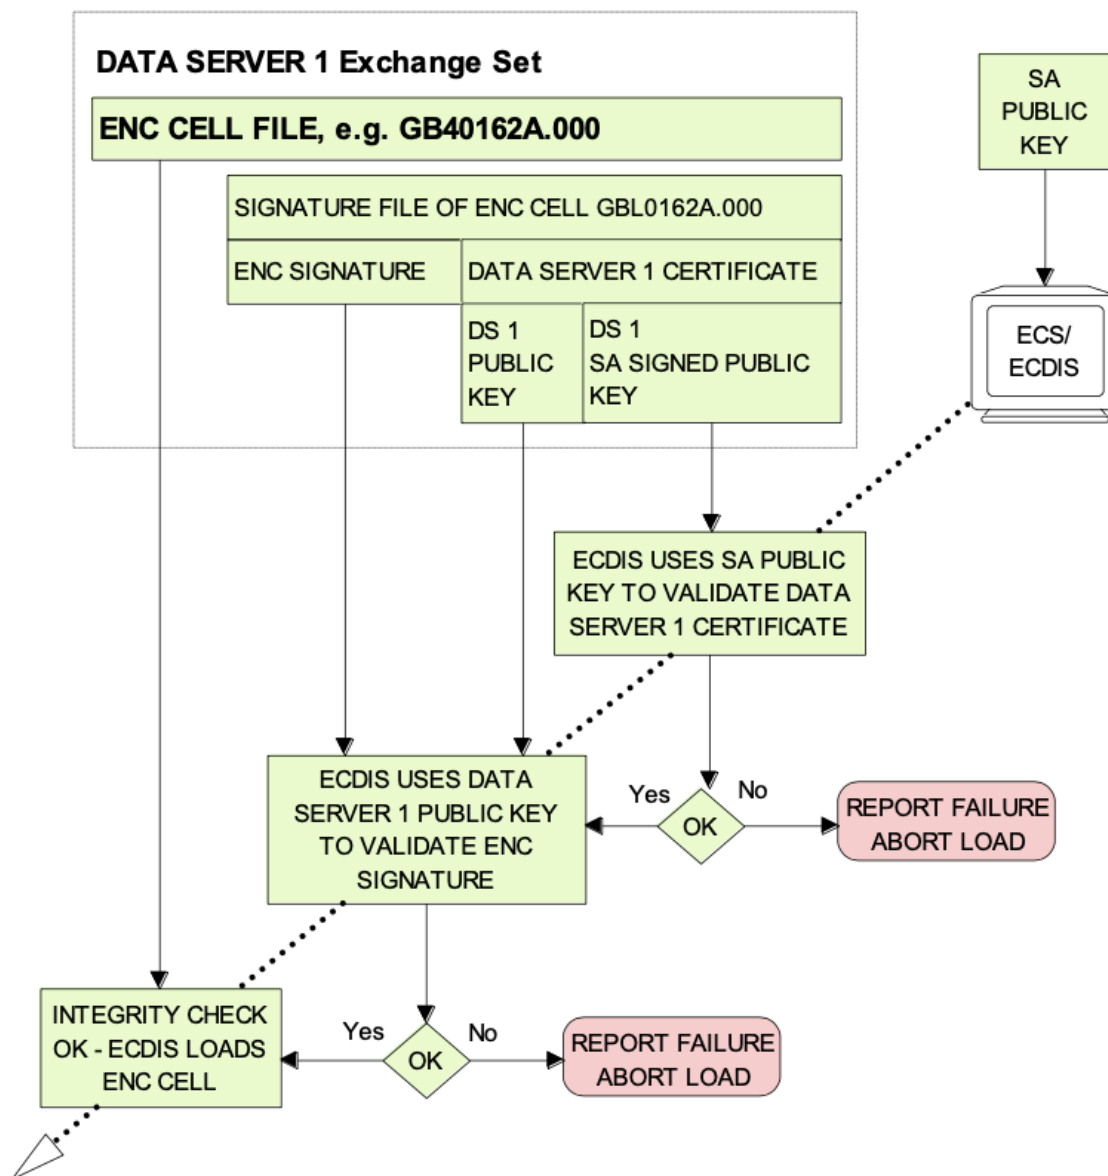 DATA SERVER 1 Exchange Set
SA
PUBLIC
KEY
ENC CELL FILE, e.g. GB40162A.000
SIGNATURE FILE OF ENC CELL GBL0162A.000
ENC SIGNATURE
DATA SERVER 1 CERTIFICATE
DS 1
PUBLIC
KEY
DS 1
SA SIGNED PUBLIC
KEY
ECS/
ECDIS
ECDIS USES SA PUBLIC
KEY TO VALIDATE DATA
SERVER 1 CERTIFICATE
ECDIS USES DATA
SERVER 1 PUBLIC KEY
TO VALIDATE ENC
SIGNATURE
Yes
OK
No
REPORT FAILURE
ABORT LOAD
INTEGRITY CHECK
OK - ECDIS LOADS
ENC CELL
Yes
OK
No
REPORT FAILURE
ABORT LOAD